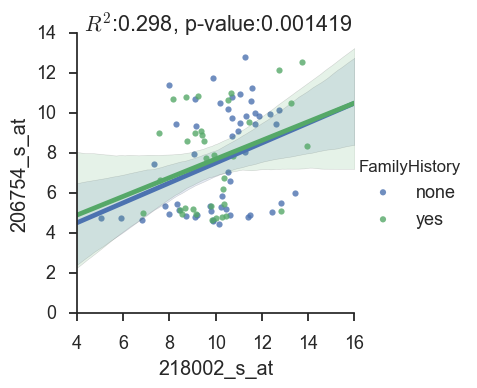 R²:0.298, p-value:0.001419
14
12
10
8
6
4
2
0
206754_s_at
4 6 8 10 12 14 16
218002_s_at
FamilyHistory
none
yes